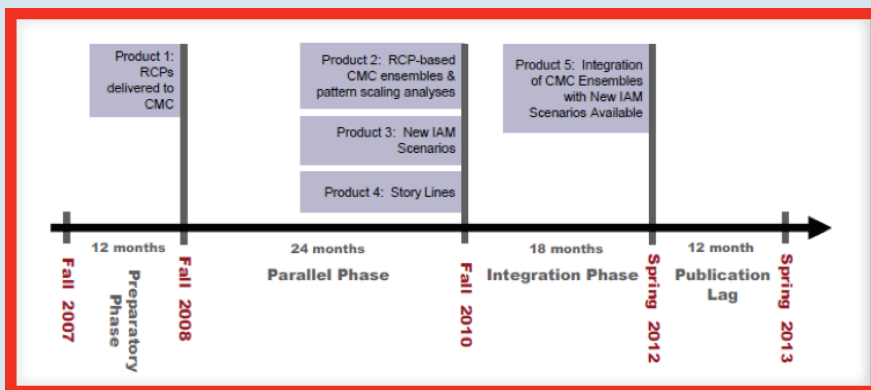 Product 1:
RCPs
delivered to
CMC
Product 2: RCP-based
CMC ensembles &
pattern scaling analyses
Product 3: New IAM
Scenarios
Product 4: Story Lines
Product 5: Integration
of CMC Ensembles
with New IAM
Scenarios Available
12 months
24 months
18 months
12 month
Preparatory
Phase
Parallel Phase
Integration Phase
Publication
Lag
Fall 2007
Fall 2008
Fall 2010
Spring 2012
Spring 2013